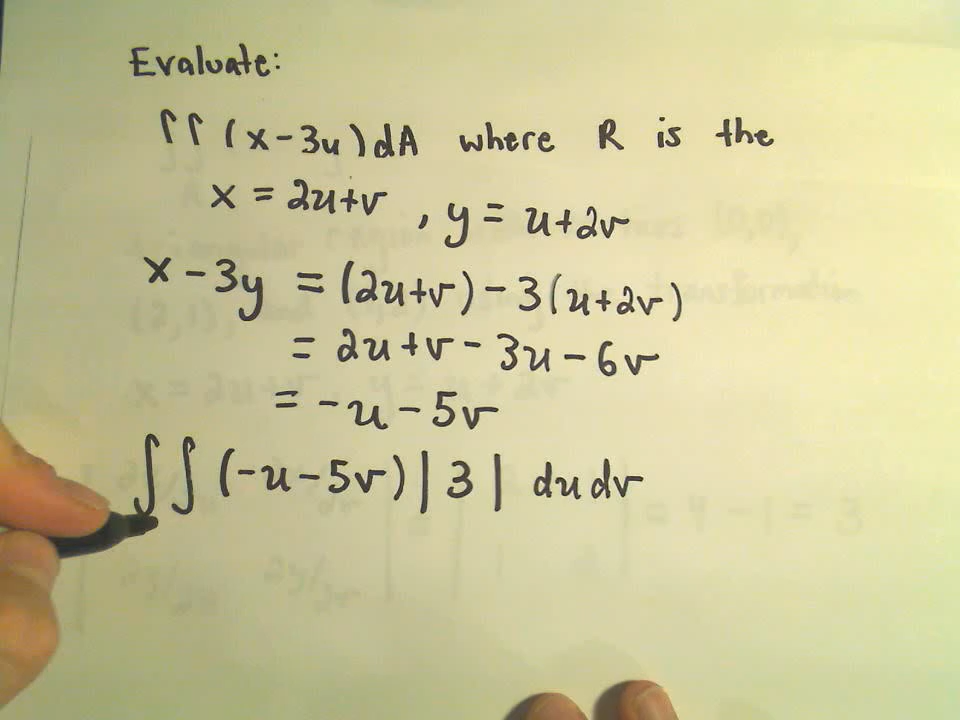 Evaluate:
∫∫ (x-3y)dA where R is the
x = 2u+v , y = u+2v
x-3y = (2u+v) - 3(u+2v)
= 2u+v - 3u - 6v
= -u - 5v
∫∫ (-u-5v)|3| du dv